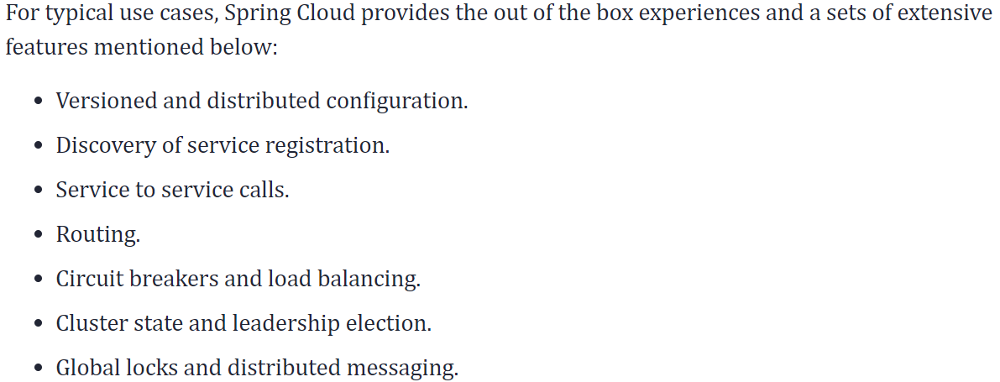 For typical use cases, Spring Cloud provides the out of the box experiences and a sets of extensive
features mentioned below:
• Versioned and distributed configuration.
• Discovery of service registration.
• Service to service calls.
• Routing.
• Circuit breakers and load balancing.
• Cluster state and leadership election.
• Global locks and distributed messaging.